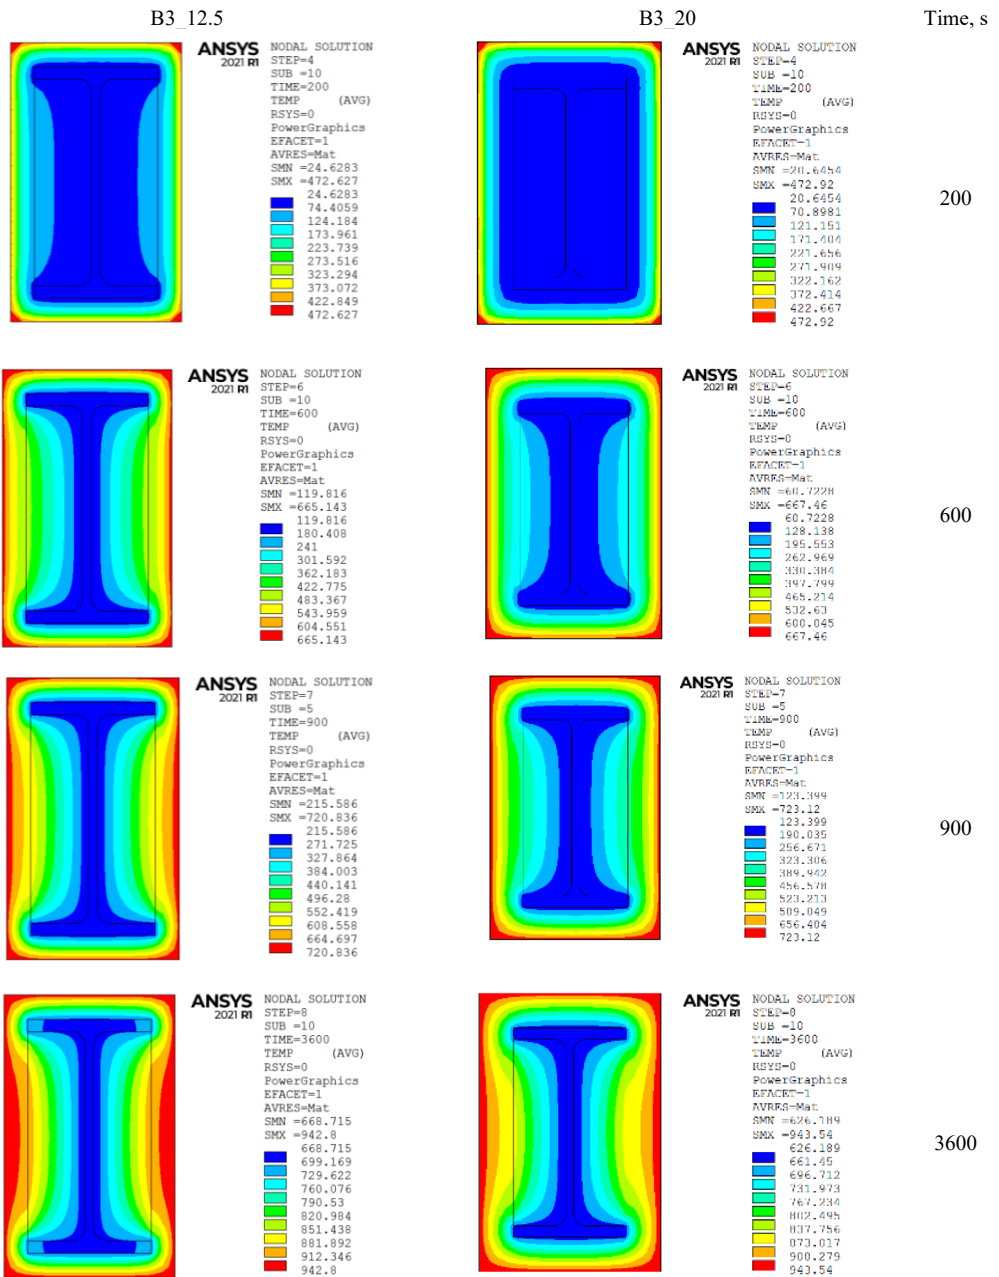 B3_12.5
B3_20
Time, s
ANSYS
2021 R1
NODAL SOLUTION
STEP=4
SUB =10
TIME=200
TEMP (AVG)
RSYS=0
PowerGraphics
EFACET=1
AVRES=Mat
SMN =24.6283
SMX =472.627
24.6283
74.4059
124.184
173.961
223.739
273.516
323.294
373.072
422.849
472.627
ANSYS
2021 R1
NODAL SOLUTION
STEP=4
SUB =10
TIME=200
TEMP (AVG)
RSYS=0
PowerGraphics
EFACET=1
AVRES=Mat
SMN =20.6454
SMX =472.92
20.6454
70.8981
121.151
171.404
221.656
271.909
322.162
372.414
422.667
472.92
200
ANSYS
2021 R1
NODAL SOLUTION
STEP=6
SUB =10
TIME=600
TEMP (AVG)
RSYS=0
PowerGraphics
EFACET=1
AVRES=Mat
SMN =119.816
SMX =665.143
119.816
180.408
241
301.592
362.183
422.775
483.367
543.959
604.551
665.143
ANSYS
2021 R1
NODAL SOLUTION
STEP=6
SUB =10
TIME=600
TEMP (AVG)
RSYS=0
PowerGraphics
EFACET=1
AVRES=Mat
SMN =60.7228
SMX =667.46
60.7228
128.138
195.553
262.969
330.384
397.799
465.214
532.63
600.045
667.46
600
ANSYS
2021 R1
NODAL SOLUTION
STEP=7
SUB =5
TIME=900
TEMP (AVG)
RSYS=0
PowerGraphics
EFACET=1
AVRES=Mat
SMN =215.586
SMX =720.836
215.586
271.725
327.864
384.003
440.141
496.28
552.419
608.558
664.697
720.836
ANSYS
2021 R1
NODAL SOLUTION
STEP=7
SUB =5
TIME=900
TEMP (AVG)
RSYS=0
PowerGraphics
EFACET=1
AVRES=Mat
SMN =123.399
SMX =723.12
123.399
190.035
256.671
323.306
389.942
456.578
523.213
589.849
656.484
723.12
900
ANSYS
2021 R1
NODAL SOLUTION
STEP=8
SUB =10
TIME=3600
TEMP (AVG)
RSYS=0
PowerGraphics
EFACET=1
AVRES=Mat
SMN =668.715
SMX =942.8
668.715
699.169
729.622
760.076
790.53
820.984
851.438
881.892
912.346
942.8
ANSYS
2021 R1
NODAL SOLUTION
STEP=8
SUB =10
TIME=3600
TEMP (AVG)
RSYS=0
PowerGraphics
EFACET=1
AVRES=Mat
SMN =626.189
SMX =943.54
626.189
661.45
696.712
731.973
767.234
802.495
837.756
873.017
908.279
943.54
3600